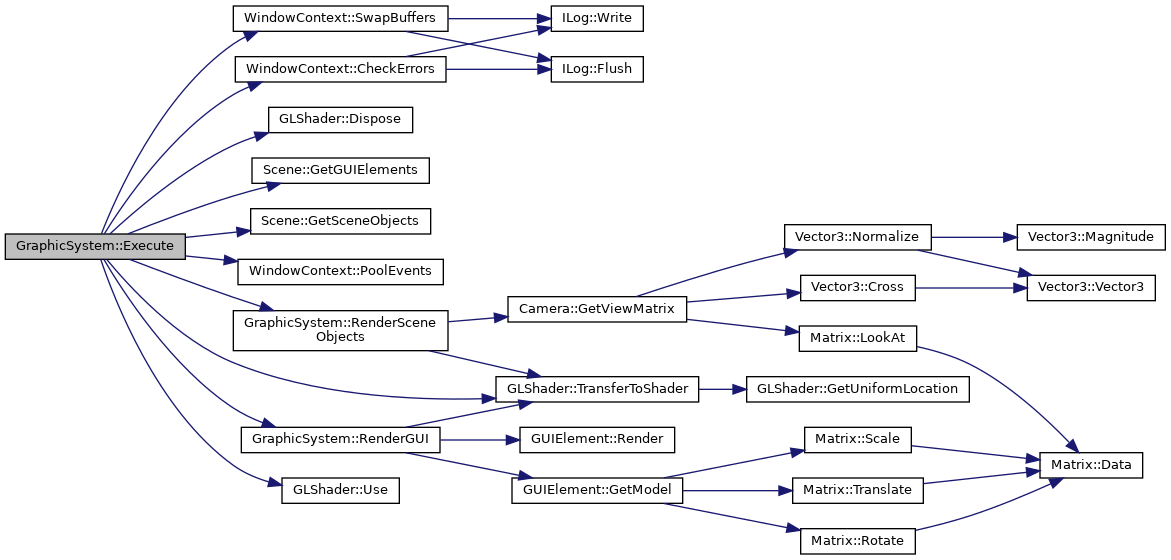 GraphicSystem::Execute
WindowContext::SwapBuffers
WindowContext::CheckErrors
GLShader::Dispose
Scene::GetGUIElements
Scene::GetSceneObjects
WindowContext::PoolEvents
GraphicSystem::RenderScene
Objects
GraphicSystem::RenderGUI
GLShader::Use
ILog::Write
ILog::Flush
Camera::GetViewMatrix
GLShader::TransferToShader
GUIElement::Render
GUIElement::GetModel
Vector3::Normalize
Vector3::Cross
Matrix::LookAt
GLShader::GetUniformLocation
Matrix::Scale
Matrix::Translate
Matrix::Rotate
Vector3::Magnitude
Vector3::Vector3
Matrix::Data